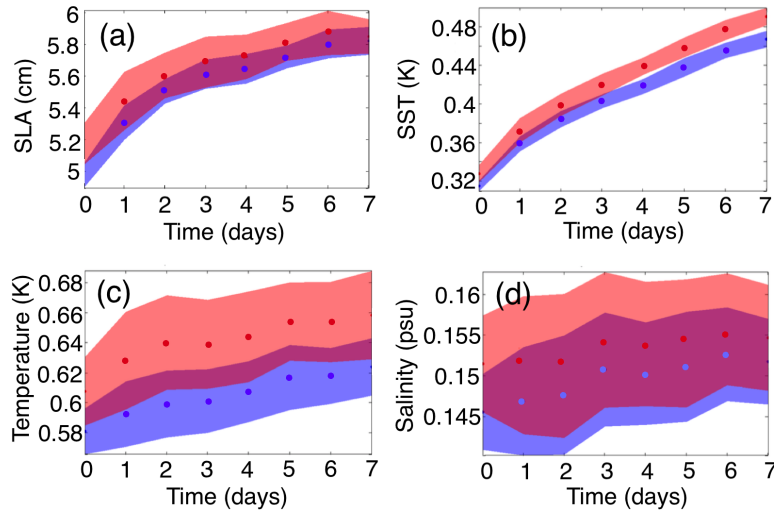 (a)
SLA (cm)
6
5.8
5.6
5.4
5.2
5
0 1 2 3 4 5 6 7
Time (days)
(b)
SST (K)
0.48
0.44
0.4
0.36
0.32
0 1 2 3 4 5 6 7
Time (days)
(c)
Temperature (K)
0.68
0.66
0.64
0.62
0.6
0.58
0 1 2 3 4 5 6 7
Time (days)
(d)
Salinity (psu)
0.16
0.155
0.15
0.145
0 1 2 3 4 5 6 7
Time (days)